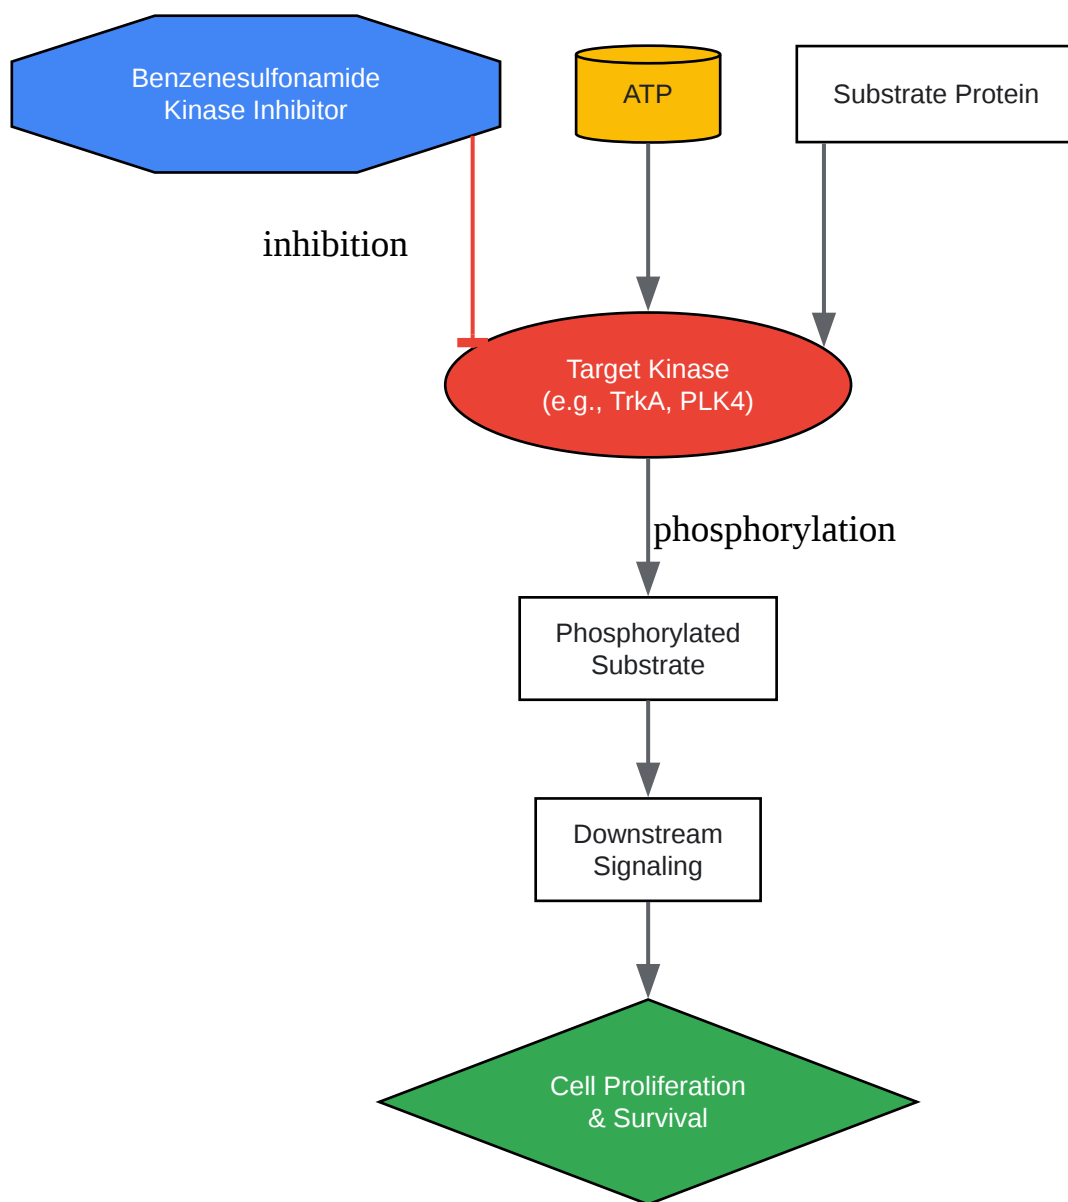 Benzenesulfonamide
Kinase Inhibitor
ATP
Substrate Protein
inhibition
Target Kinase
(e.g., TrkA, PLK4)
phosphorylation
Phosphorylated
Substrate
Downstream
Signaling
Cell Proliferation
& Survival